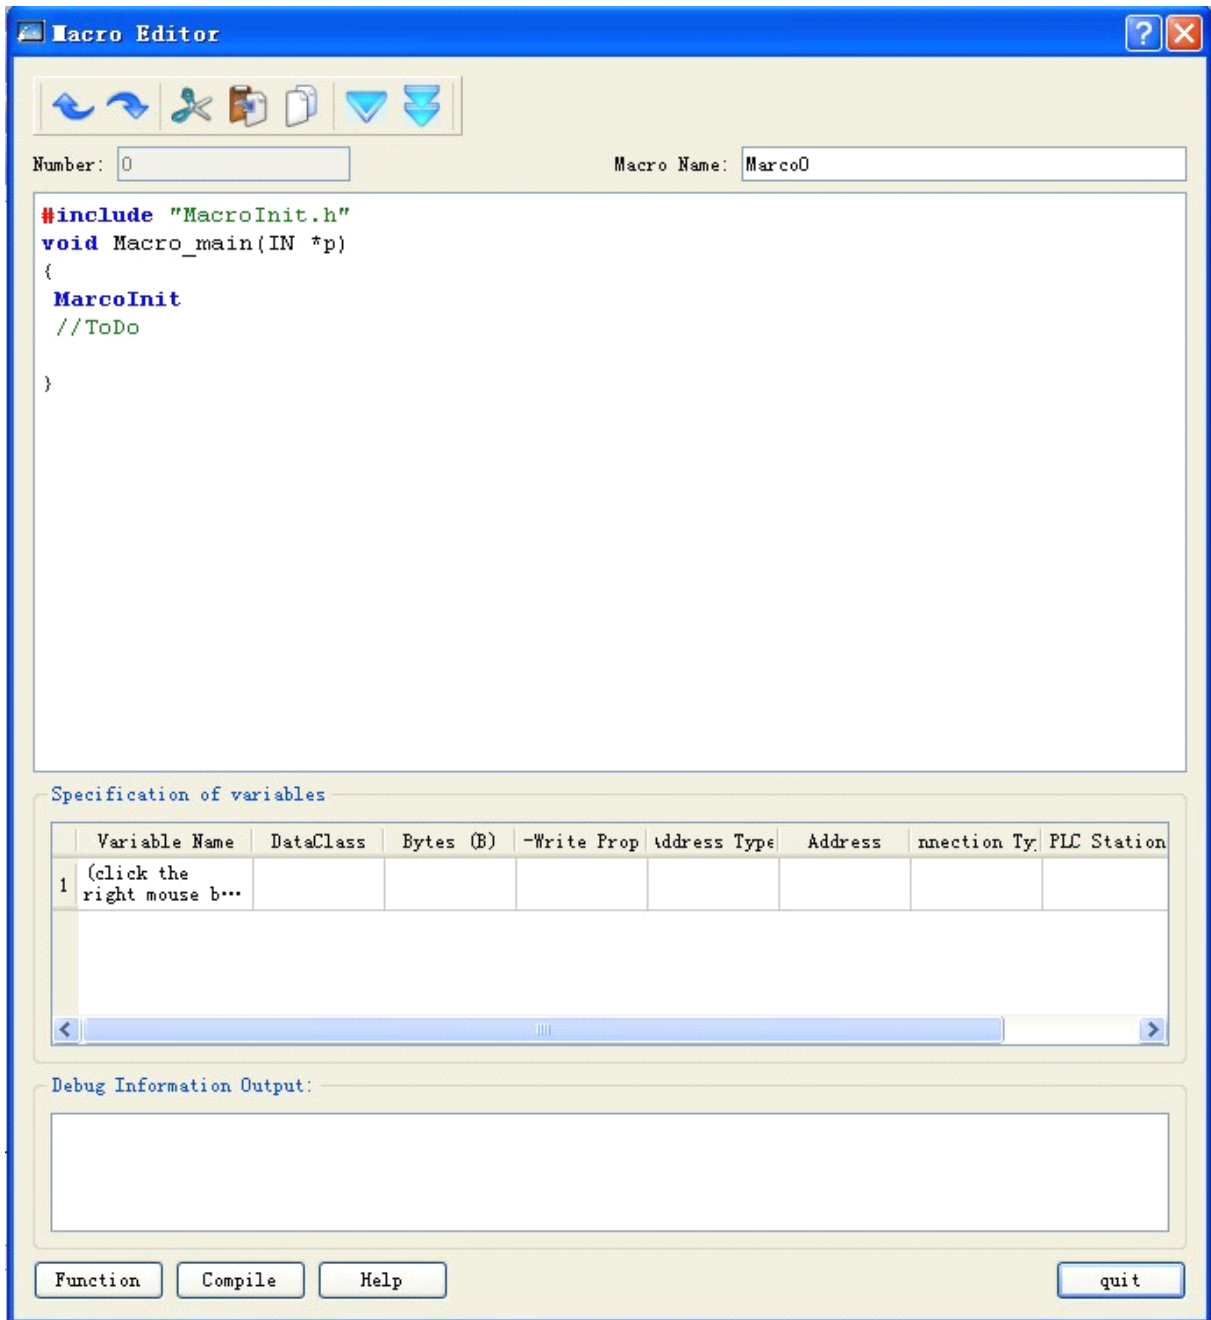 Macro Editor
Number: 0 Macro Name: Marco0
#include "MacroInit.h"
void Macro_main(IN *p)
{
MarcoInit
//ToDo
}
Specification of variables
Variable Name DataClass Bytes (B) -Write Prop ddress Type Address nnection Ty PLC Station
1 (click the
right mouse b...
Debug Information Output:
Function Compile Help quit